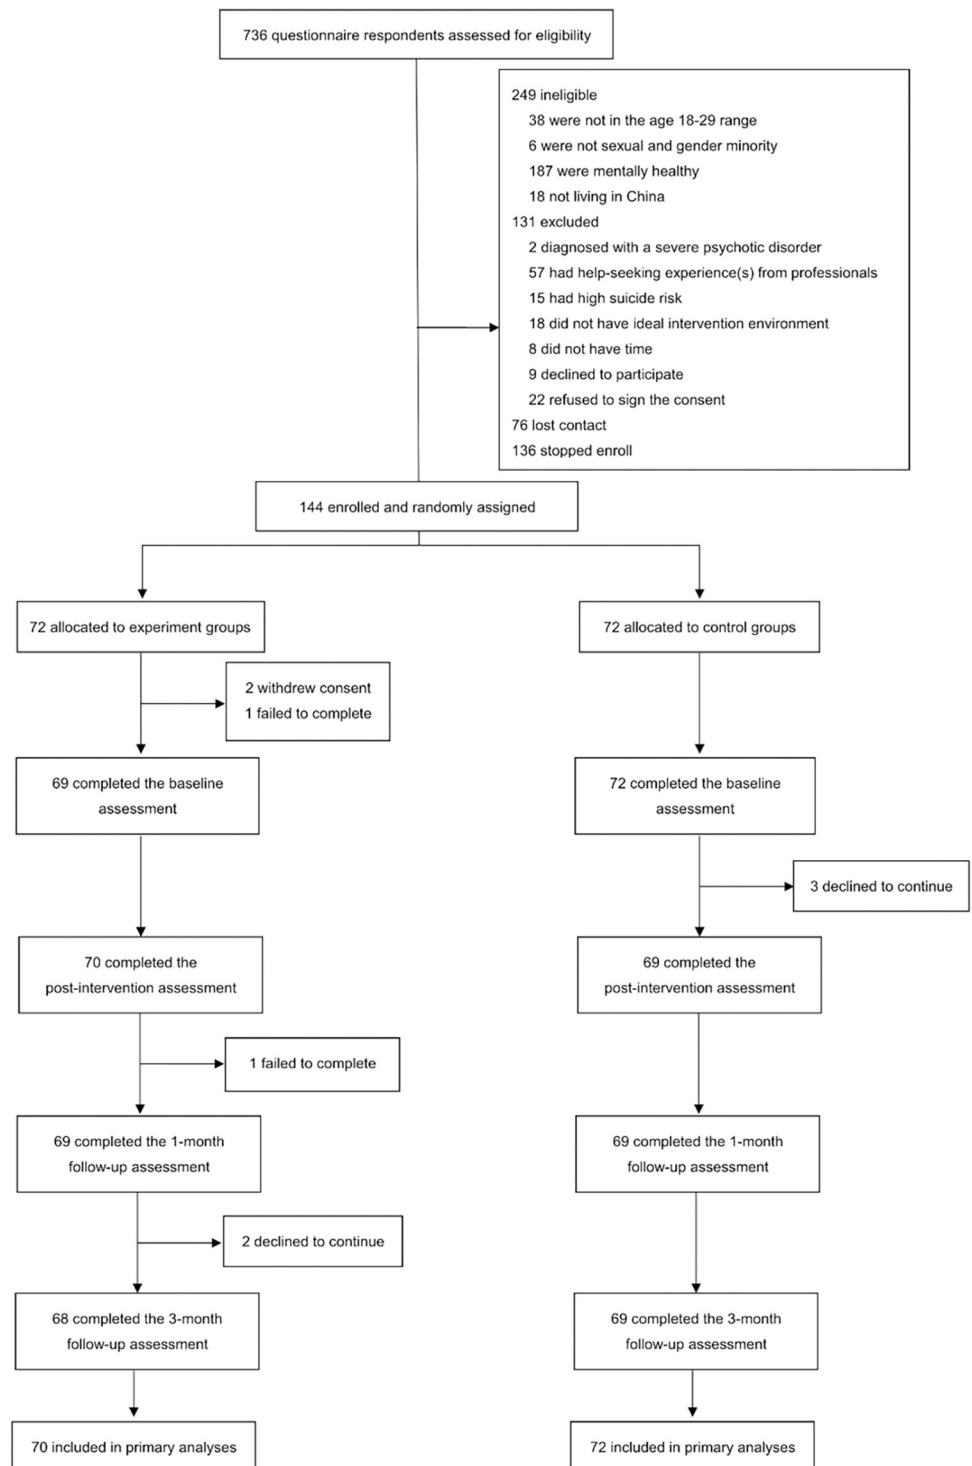 736 questionnaire respondents assessed for eligibility
249 ineligible
38 were not in the age 18-29 range
6 were not sexual and gender minority
187 were mentally healthy
18 not living in China
131 excluded
2 diagnosed with a severe psychotic disorder
57 had help-seeking experience(s) from professionals
15 had high suicide risk
18 did not have ideal intervention environment
8 did not have time
9 declined to participate
22 refused to sign the consent
76 lost contact
136 stopped enroll
144 enrolled and randomly assigned
72 allocated to experiment groups
72 allocated to control groups
2 withdrew consent
1 failed to complete
69 completed the baseline
assessment
72 completed the baseline
assessment
3 declined to continue
70 completed the
post-intervention assessment
69 completed the
post-intervention assessment
1 failed to complete
69 completed the 1-month
follow-up assessment
69 completed the 1-month
follow-up assessment
2 declined to continue
68 completed the 3-month
follow-up assessment
69 completed the 3-month
follow-up assessment
70 included in primary analyses
72 included in primary analyses